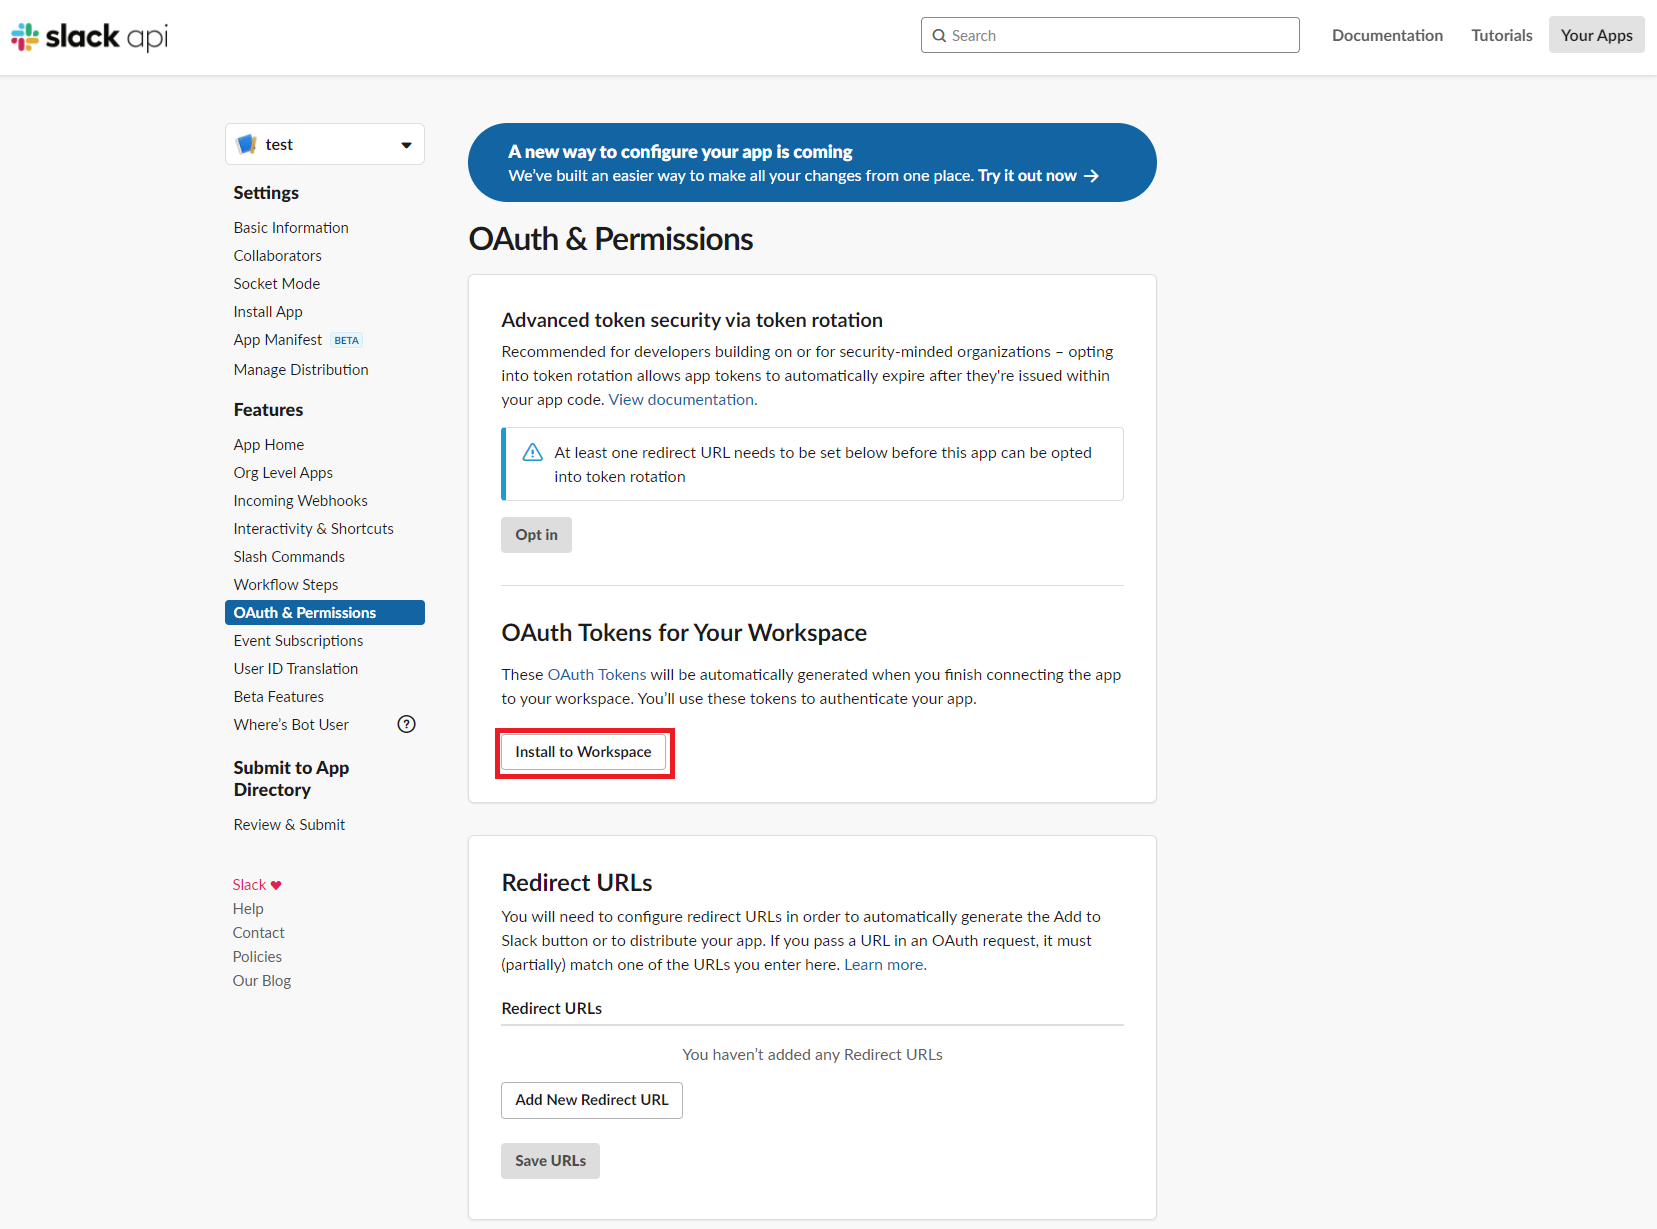 slack api
Search
Documentation
Tutorials
Your Apps
test
Settings
Basic Information
Collaborators
Socket Mode
Install App
App Manifest BETA
Manage Distribution
Features
App Home
Org Level Apps
Incoming Webhooks
Interactivity & Shortcuts
Slash Commands
Workflow Steps
OAuth & Permissions
Event Subscriptions
User ID Translation
Beta Features
Where's Bot User
Submit to App
Directory
Review & Submit
Slack
Help
Contact
Policies
Our Blog
A new way to configure your app is coming
We've built an easier way to make all your changes from one place. Try it out now →
OAuth & Permissions
Advanced token security via token rotation
Recommended for developers building on or for security-minded organizations – opting
into token rotation allows app tokens to automatically expire after they're issued within
your app code. View documentation.
At least one redirect URL needs to be set below before this app can be opted
into token rotation
Opt in
OAuth Tokens for Your Workspace
These OAuth Tokens will be automatically generated when you finish connecting the app
to your workspace. You'll use these tokens to authenticate your app.
Install to Workspace
Redirect URLs
You will need to configure redirect URLs in order to automatically generate the Add to
Slack button or to distribute your app. If you pass a URL in an OAuth request, it must
(partially) match one of the URLs you enter here. Learn more.
Redirect URLs
You haven't added any Redirect URLs
Add New Redirect URL
Save URLs